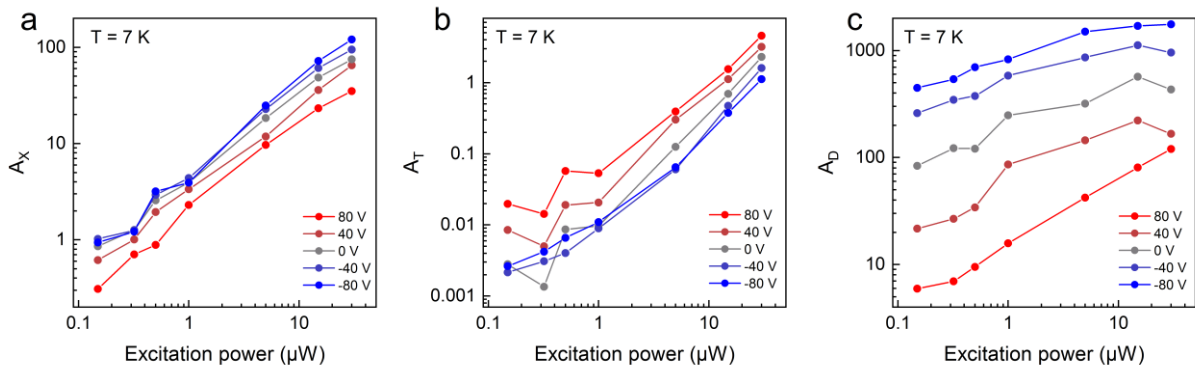 a
T = 7 K
A_X
100
10
1
0.1
1
10
Excitation power (µW)
80 V
40 V
0 V
-40 V
-80 V
b
T = 7 K
A_T
1
0.1
0.01
0.001
0.1
1
10
Excitation power (µW)
80 V
40 V
0 V
-40 V
-80 V
c
T = 7 K
A_D
1000
100
10
0.1
1
10
Excitation power (µW)
80 V
40 V
0 V
-40 V
-80 V